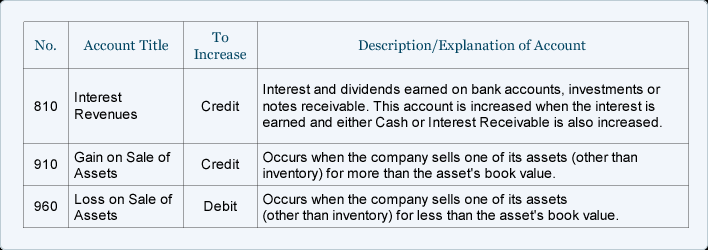 No.
Account Title
To
Increase
Description/Explanation of Account
810
Interest
Revenues
Credit
Interest and dividends earned on bank accounts, investments or
notes receivable. This account is increased when the interest is
earned and either Cash or Interest Receivable is also increased.
910
Gain on Sale of
Assets
Credit
Occurs when the company sells one of its assets (other than
inventory) for more than the asset's book value.
960
Loss on Sale of
Assets
Debit
Occurs when the company sells one of its assets
(other than inventory) for less than the asset's book value.